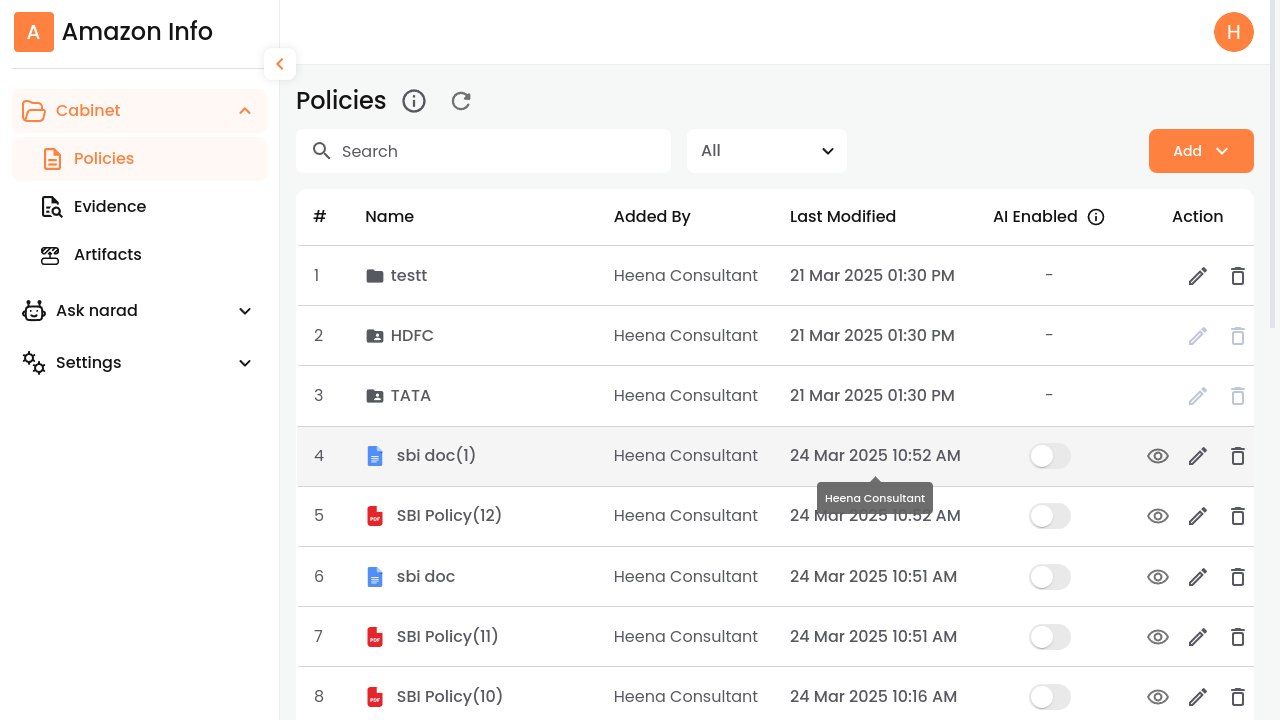 A Amazon Info
H
Cabinet
Policies
Evidence
Artifacts
Ask narad
Settings
Policies
Search
All
Add
# Name Added By Last Modified AI Enabled Action
1 testt Heena Consultant 21 Mar 2025 01:30 PM -
2 HDFC Heena Consultant 21 Mar 2025 01:30 PM -
3 TATA Heena Consultant 21 Mar 2025 01:30 PM -
4 sbi doc(1) Heena Consultant 24 Mar 2025 10:52 AM
Heena Consultant
5 PDF SBI Policy(12) Heena Consultant 24 Mar 2025 10:52 AM
6 sbi doc Heena Consultant 24 Mar 2025 10:51 AM
7 PDF SBI Policy(11) Heena Consultant 24 Mar 2025 10:51 AM
8 PDF SBI Policy(10) Heena Consultant 24 Mar 2025 10:16 AM